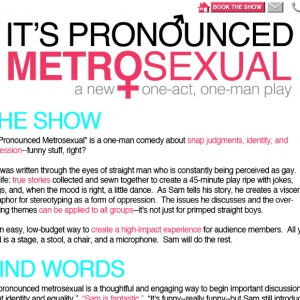 BOOK THE SHOW
IT'S PRONOUNCED
METROSEXUAL
a new one-act, one-man play
HE SHOW
Pronounced Metrosexual" is a one-man comedy about snap judgments, identity, and
ession--funny stuff, right?
was written through the eyes of straight man who is constantly being perceived as gay.
life: true stories collected and sewn together to create a 45-minute play ripe with jokes,
gs, and, when the mood is right, a little dance. As Sam tells his story, he creates a viscer
phor for stereotyping as a form of oppression. The issues he discusses and the over-
ing themes can be applied to all groups--it's not just for primped straight boys.
n easy, low-budget way to create a high-impact experience for audience members. All y
d is a stage, a stool, a chair, and a microphone. Sam will do the rest.
IND WORDS
pronounced metrosexual is a thoughtful and engaging way to begin important discussion
t identity and equality." "Sam is fantastic." "It's funny--really funny--but Sam still introduc